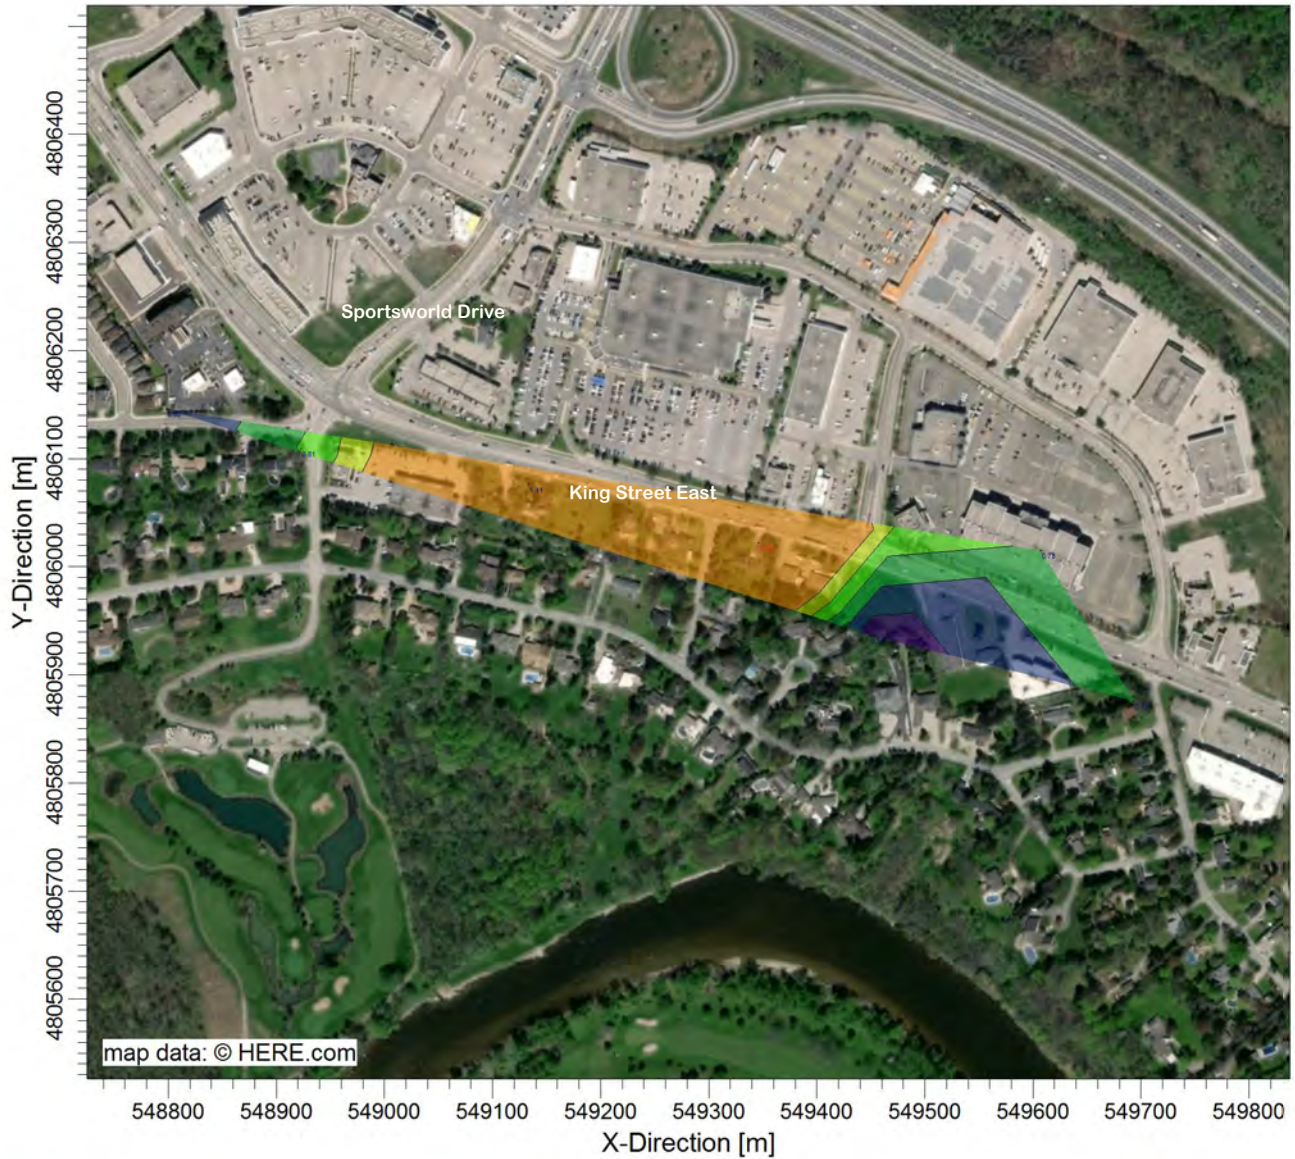 4806400
4806300
4806200
4806100
4806000
4805900
4805800
4805700
4805600
Y-Direction [m]
Sportsworld Drive
King Street East
map data: © HERE.com
548800 548900 549000 549100 549200 549300 549400 549500 549600 549700 549800
X-Direction [m]